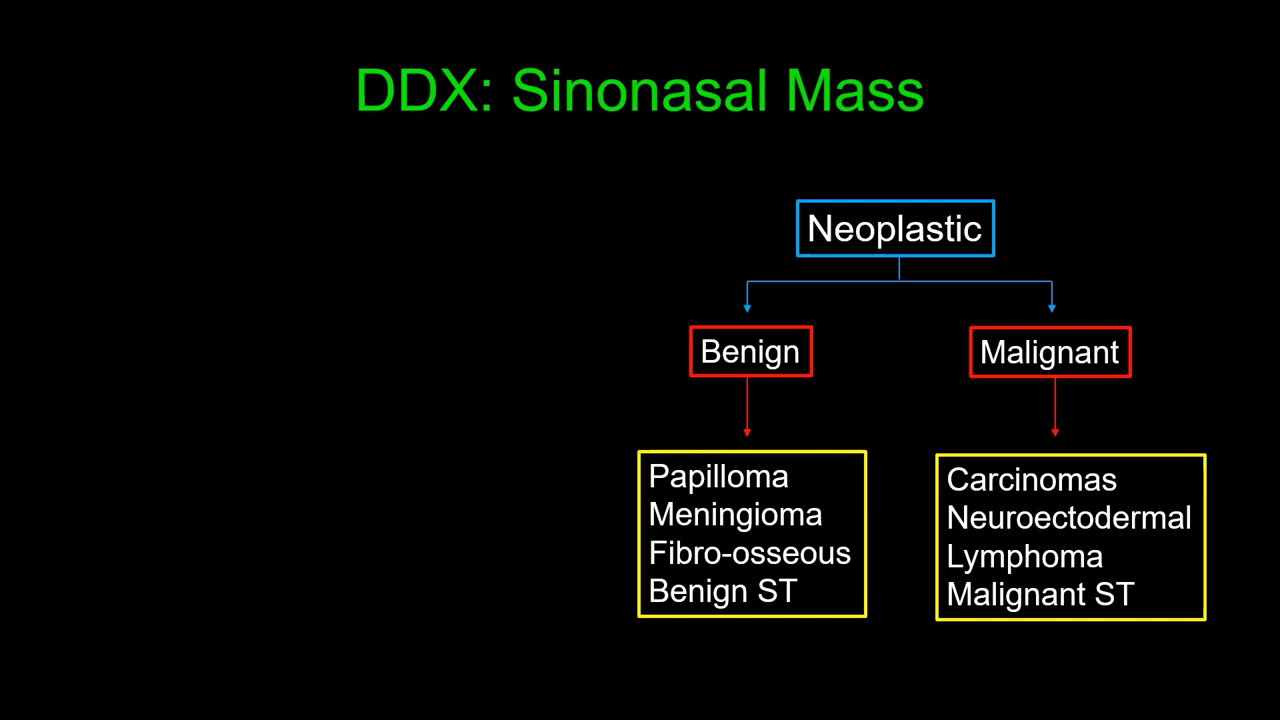 DDX: Sinonasal Mass
Neoplastic
Benign
Malignant
Papilloma
Meningioma
Fibro-osseous
Benign ST
Carcinomas
Neuroectodermal
Lymphoma
Malignant ST